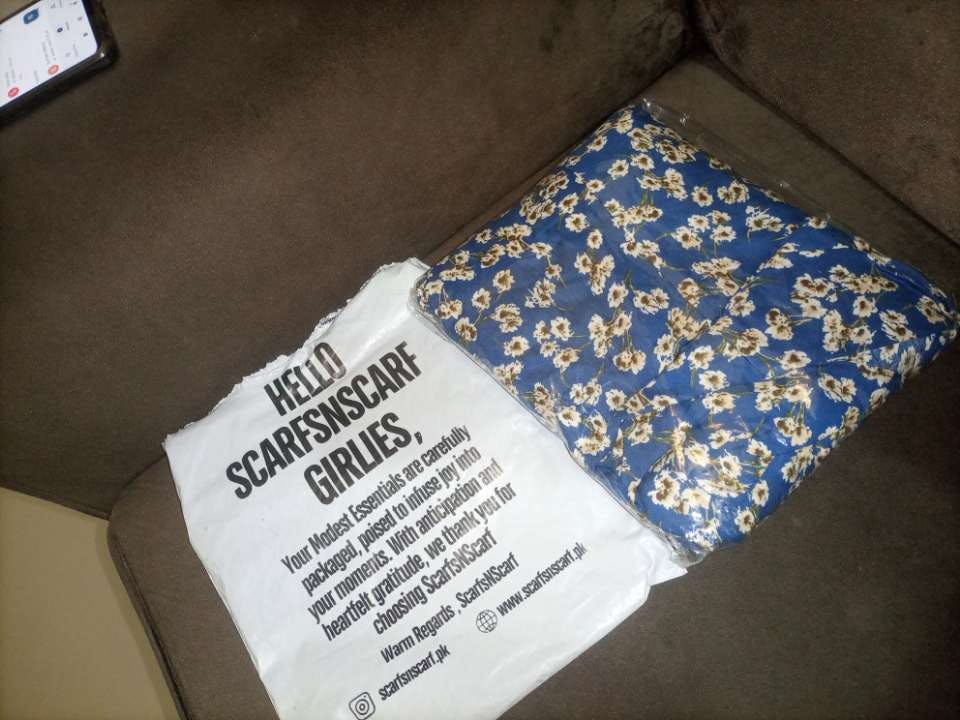 HELLO
SCARFSNSCARF
GIRLIES,
Your Modest Essentials are carefully
packaged, poised to infuse joy into
your moments. With anticipation and
heartfelt gratitude, we thank you for
choosing ScarfsNScarf
Warm Regards , ScarfsNScarf
www.scarfsnscarf.pk
scarfsnscarf.pk